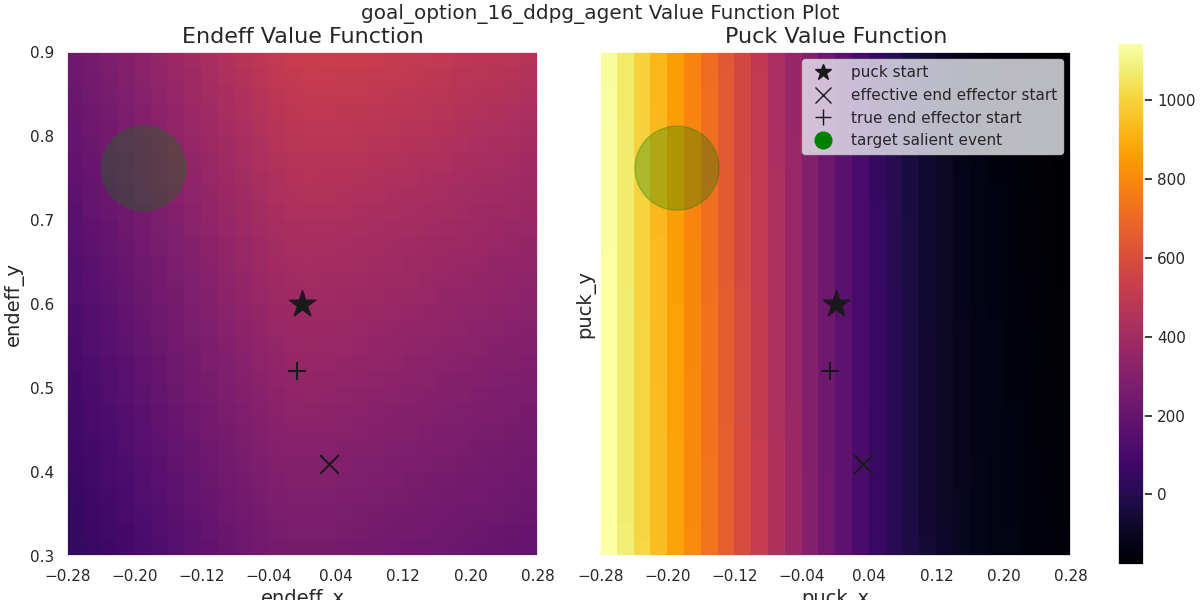 goal_option_16_ddpg_agent Value Function Plot
Endeff Value Function
Puck Value Function
0.9
0.8
0.7
0.6
0.5
0.4
0.3
endeff_y
−0.28 −0.20 −0.12 −0.04 0.04 0.12 0.20 0.28
endeff_x
puck_y
puck start
effective end effector start
true end effector start
target salient event
−0.28 −0.20 −0.12 −0.04 0.04 0.12 0.20 0.28
puck_x
1000
800
600
400
200
0